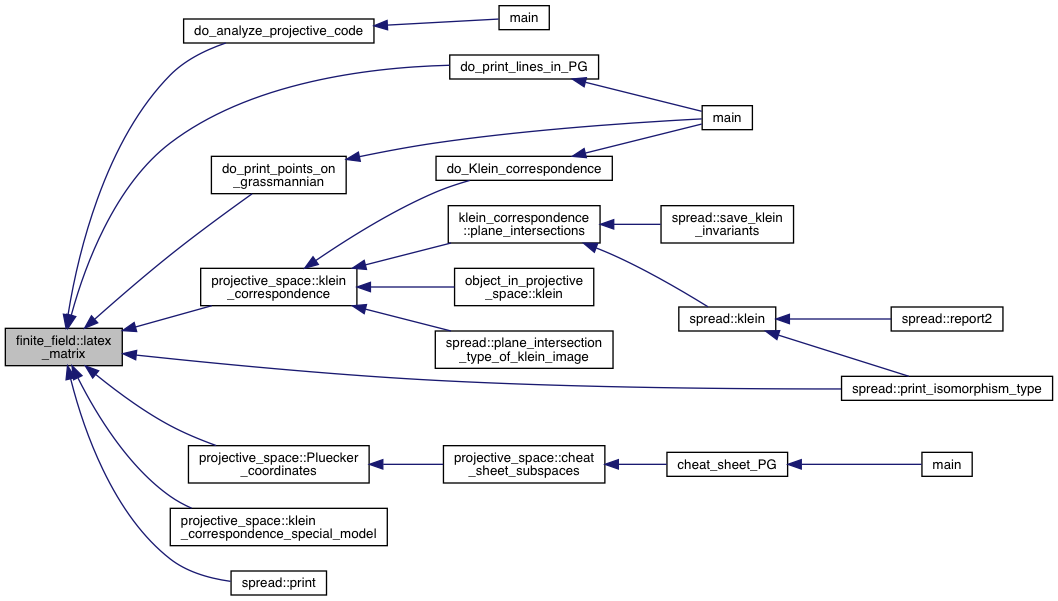 main
do_analyze_projective_code
do_print_lines_in_PG
main
do_print_points_on
_grassmannian
do_Klein_correspondence
klein_correspondence
::plane_intersections
spread::save_klein
_invariants
projective_space::klein
_correspondence
object_in_projective
_space::klein
spread::klein
spread::report2
finite_field::latex
_matrix
spread::plane_intersection
_type_of_klein_image
spread::print_isomorphism_type
projective_space::Pluecker
_coordinates
projective_space::cheat
_sheet_subspaces
cheat_sheet_PG
main
projective_space::klein
_correspondence_special_model
spread::print